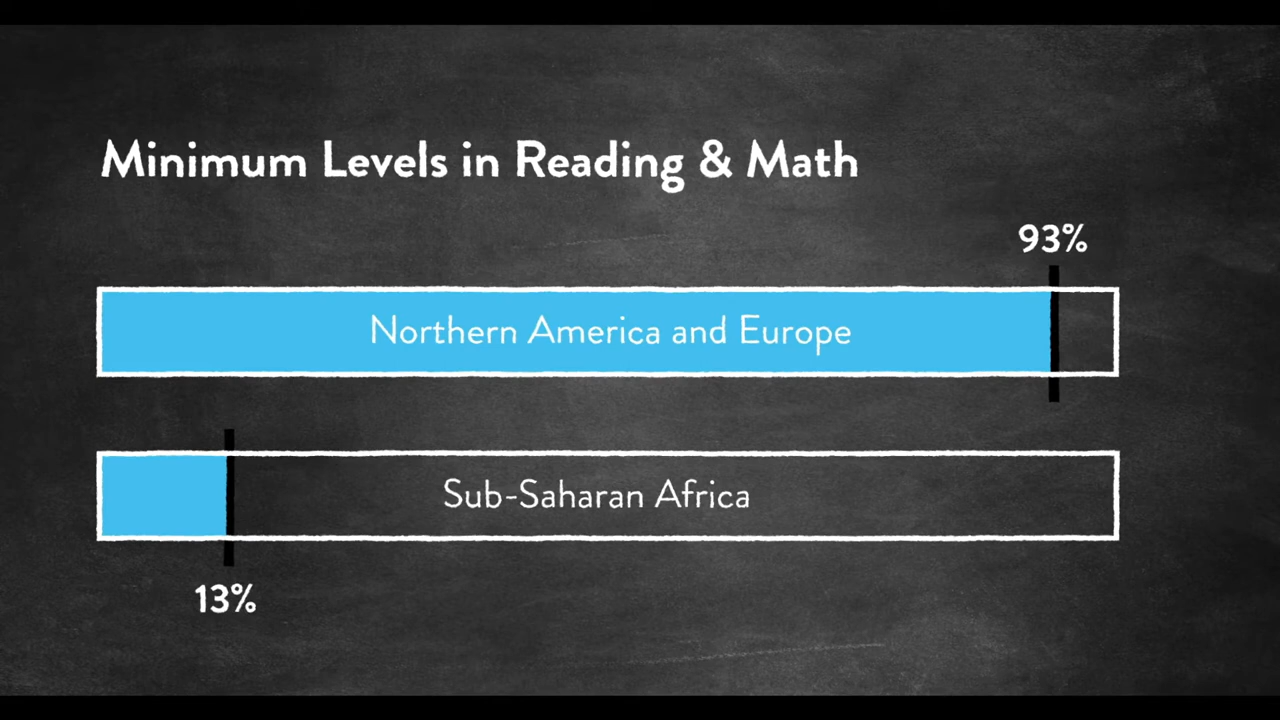 Minimum Levels in Reading & Math
93%
Northern America and Europe
Sub-Saharan Africa
13%